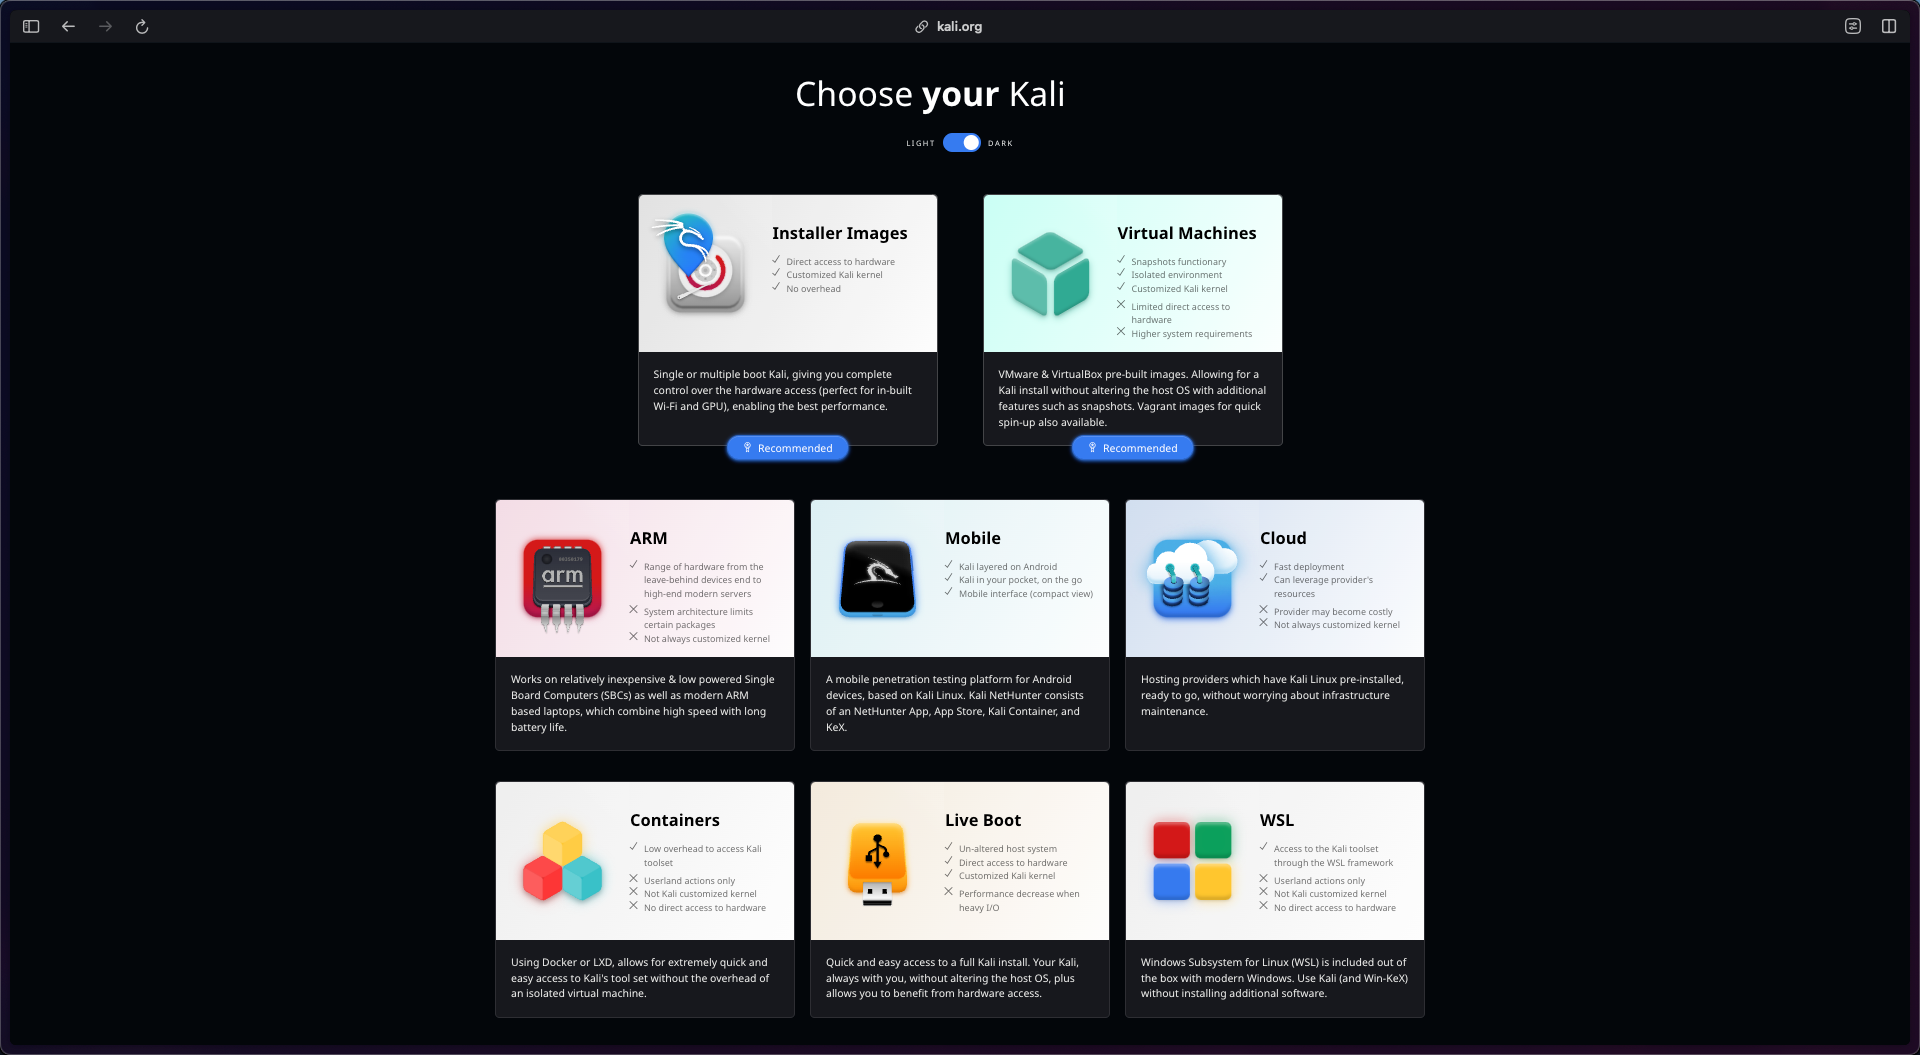 kali.org
Choose your Kali
LIGHT DARK
Installer Images
Direct access to hardware
Customized Kali kernel
No overhead
Single or multiple boot Kali, giving you complete
control over the hardware access (perfect for in-built
Wi-Fi and GPU), enabling the best performance.
Recommended
Virtual Machines
Snapshots functionary
Isolated environment
Customized Kali kernel
Limited direct access to
hardware
Higher system requirements
VMware & VirtualBox pre-built images. Allowing for a
Kali install without altering the host OS with additional
features such as snapshots. Vagrant images for quick
spin-up also available.
Recommended
arm
ARM
Range of hardware from the
leave-behind devices end to
high-end modern servers
System architecture limits
certain packages
Not always customized kernel
Works on relatively inexpensive & low powered Single
Board Computers (SBCs) as well as modern ARM
based laptops, which combine high speed with long
battery life.
Mobile
Kali layered on Android
Kali in your pocket, on the go
Mobile interface (compact view)
A mobile penetration testing platform for Android
devices, based on Kali Linux. Kali NetHunter consists
of an NetHunter App, App Store, Kali Container, and
KeX.
Cloud
Fast deployment
Can leverage provider's
resources
Provider may become costly
Not always customized kernel
Hosting providers which have Kali Linux pre-installed,
ready to go, without worrying about infrastructure
maintenance.
Containers
Low overhead to access Kali
toolset
Userland actions only
Not Kali customized kernel
No direct access to hardware
Using Docker or LXD, allows for extremely quick and
easy access to Kali's tool set without the overhead of
an isolated virtual machine.
Live Boot
Un-altered host system
Direct access to hardware
Customized Kali kernel
Performance decrease when
heavy I/O
Quick and easy access to a full Kali install. Your Kali,
always with you, without altering the host OS, plus
allows you to benefit from hardware access.
WSL
Access to the Kali toolset
through the WSL framework
Userland actions only
Not Kali customized kernel
No direct access to hardware
Windows Subsystem for Linux (WSL) is included out of
the box with modern Windows. Use Kali (and Win-KeX)
without installing additional software.